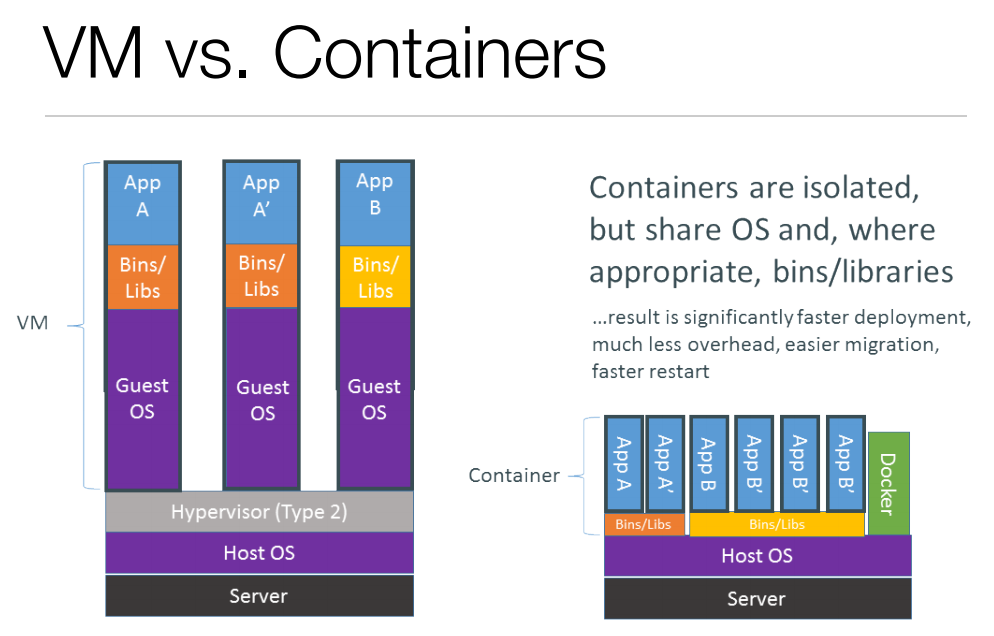 VM vs. Containers
App
A
App
A’
App
B
Bins/
Libs
Bins/
Libs
Bins/
Libs
VM
Guest
OS
Guest
OS
Guest
OS
Hypervisor (Type 2)
Host OS
Server
Containers are isolated,
but share OS and, where
appropriate, bins/libraries
...result is significantly faster deployment,
much less overhead, easier migration,
faster restart
Container
App A
App A’
App B
App B’
App B’
App B’
Docker
Bins/Libs
Bins/Libs
Host OS
Server